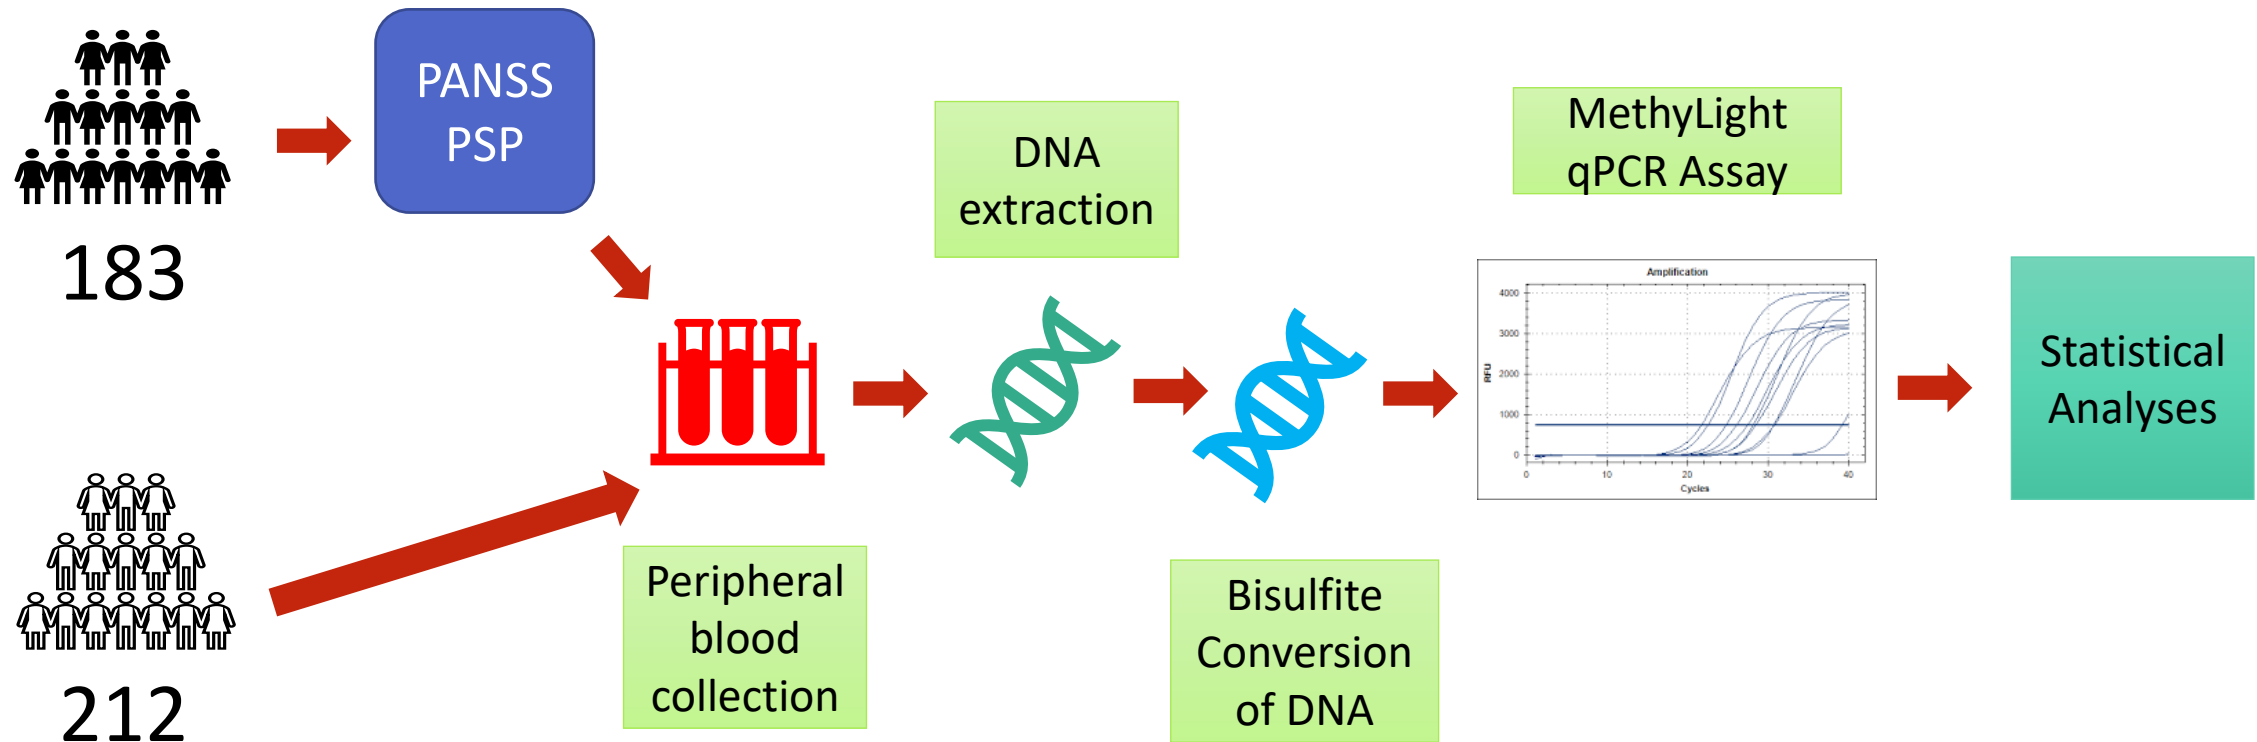 183
PANSS
PSP
212
Peripheral
blood
collection
DNA
extraction
Bisulfite
Conversion
of DNA
MethyLight
qPCR Assay
Amplification
4000
3000
2000
1000
0
RFU
0
10
20
30
40
Cycles
Statistical
Analyses